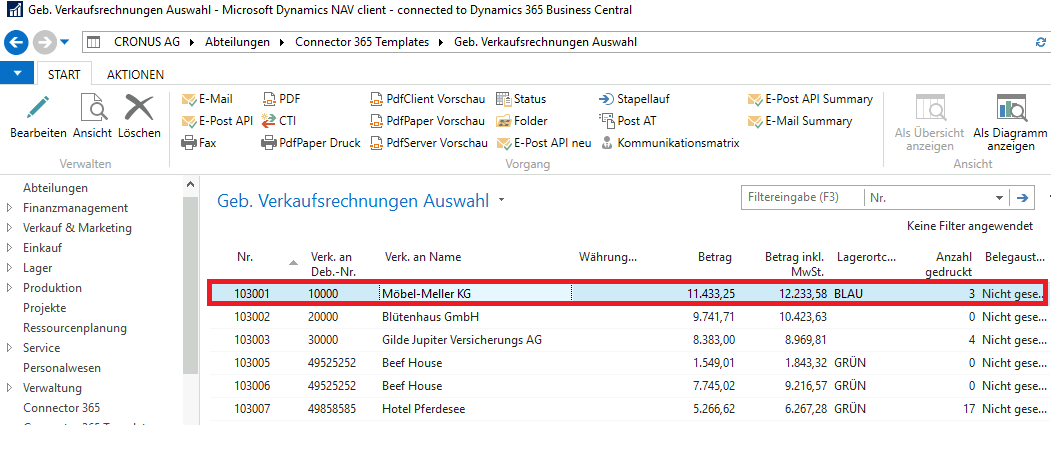 Geb. Verkaufsrechnungen Auswahl - Microsoft Dynamics NAV client - connected to Dynamics 365 Business Central
CRONUS AG Abteilungen Connector 365 Templates Geb. Verkaufsrechnungen Auswahl
START AKTIONEN
Bearbeiten Ansicht Löschen
Verwalten
E-Mail PDF PdfClient Vorschau Status Stapellauf E-Post API Summary
E-Post API CTI PdfPaper Vorschau Folder Post AT E-Mail Summary
Fax PdfPaper Druck PdfServer Vorschau E-Post API neu Kommunikationsmatrix
Vorgang
Als Übersicht anzeigen
Als Diagramm anzeigen
Ansicht
Abteilungen
Finanzmanagement
Verkauf & Marketing
Einkauf
Lager
Produktion
Projekte
Ressourcenplanung
Service
Personalwesen
Verwaltung
Connector 365
Geb. Verkaufsrechnungen Auswahl
Filtereingabe (F3) Nr.
Keine Filter angewendet
Nr. Verk. an Deb.-Nr. Verk. an Name Währung... Betrag Betrag inkl. MwSt. Lagerortc... Anzahl gedruckt Belegaust...
103001 10000 Möbel-Meller KG 11.433,25 12.233,58 BLAU 3 Nicht gese...
103002 20000 Blütenhaus GmbH 9.741,71 10.423,63 0 Nicht gese...
103003 30000 Gilde Jupiter Versicherungs AG 8.383,00 8.969,81 4 Nicht gese...
103005 49525252 Beef House 1.549,01 1.843,32 GRÜN 0 Nicht gese...
103006 49525252 Beef House 7.745,02 9.216,57 GRÜN 0 Nicht gese...
103007 49858585 Hotel Pferdesee 5.266,62 6.267,28 GRÜN 17 Nicht gese...